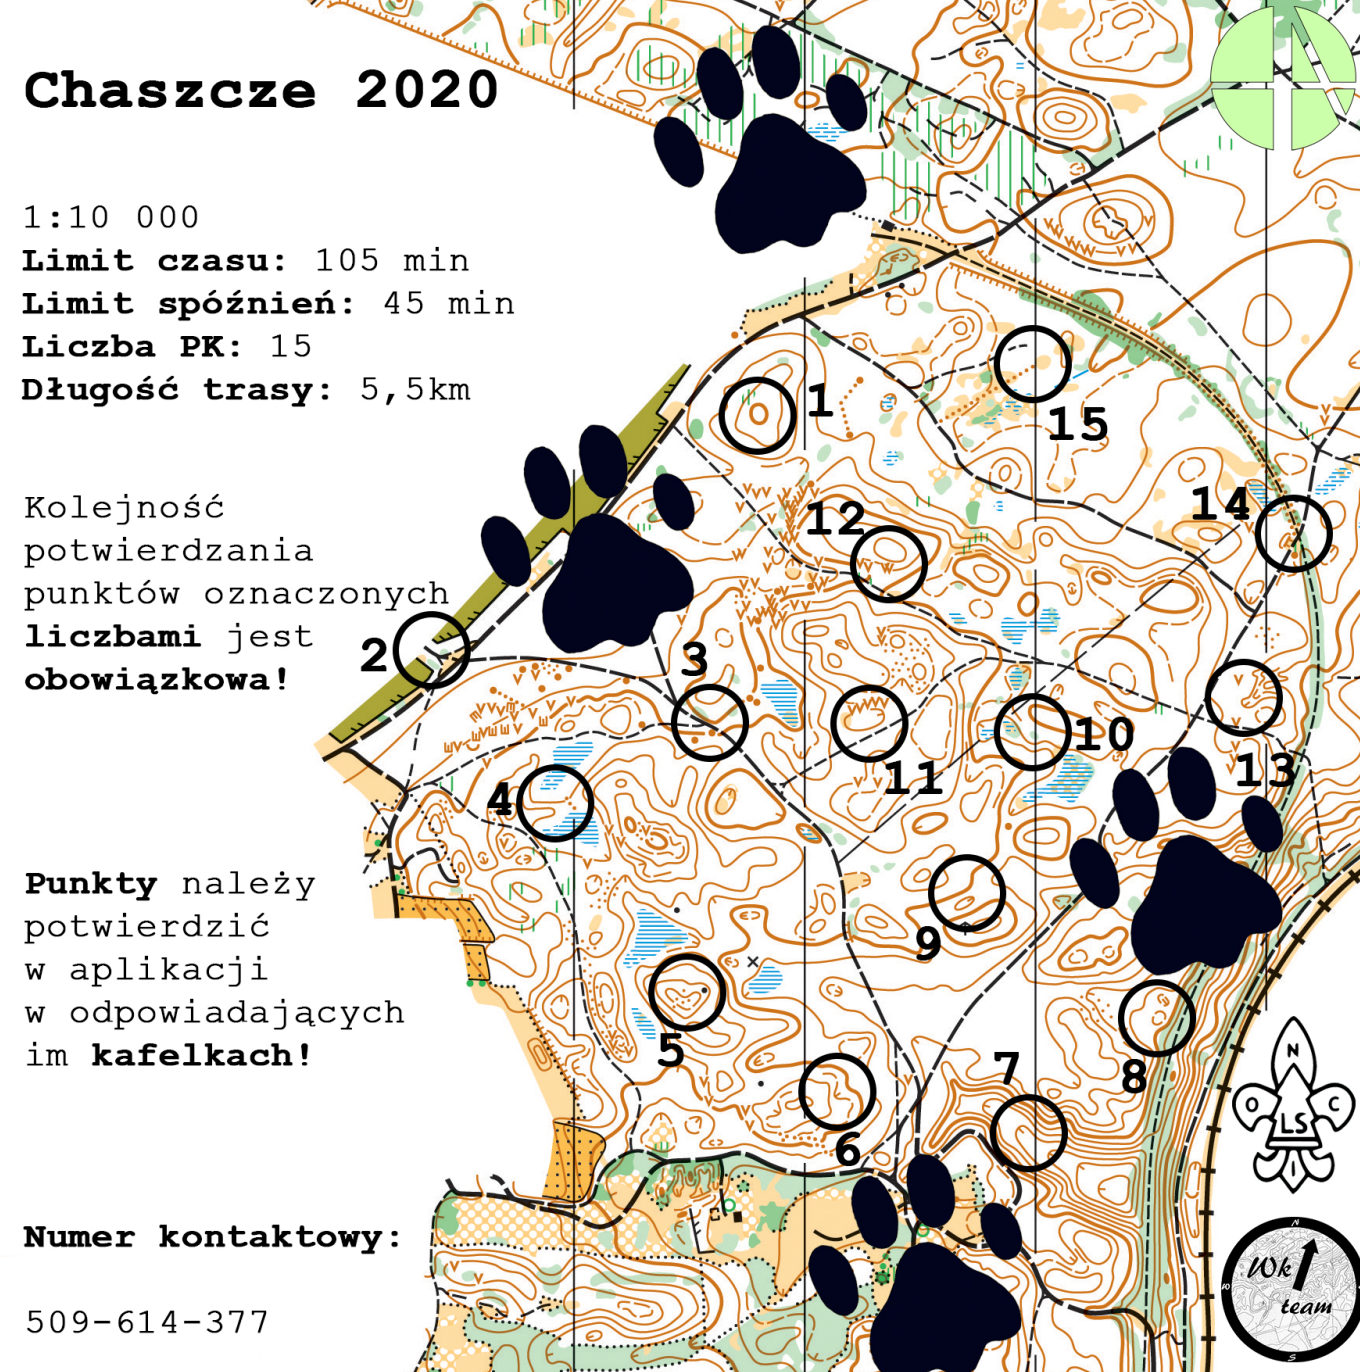 Chaszcze 2020
1:10 000
Limit czasu: 105 min
Limit spóźnień: 45 min
Liczba PK: 15
Długość trasy: 5,5km
Kolejność
potwierdzania
punktów oznaczonych
liczbami jest
obowiązkowa!
Punkty należy
potwierdzić
w aplikacji
w odpowiadających
im kafelkach!
Numer kontaktowy:
509-614-377
1
15
14
12
2
3
10
11
13
4
9
5
7
8
6
N
O
C
LS
I
N
Wk
team
WO
S